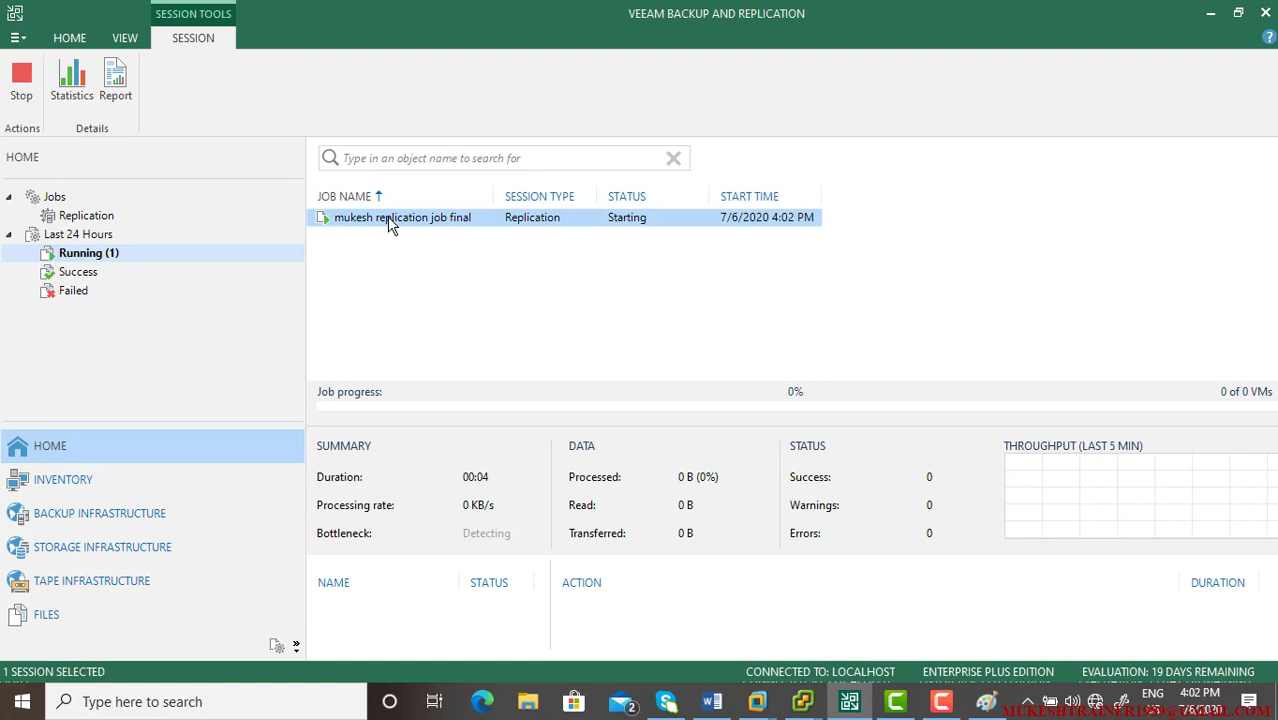 SESSION TOOLS
VEEAM BACKUP AND REPLICATION
HOME
VIEW
SESSION
Stop
Statistics
Report
Actions
Details
HOME
Jobs
Replication
Last 24 Hours
Running (1)
Success
Failed
HOME
INVENTORY
BACKUP INFRASTRUCTURE
STORAGE INFRASTRUCTURE
TAPE INFRASTRUCTURE
FILES
Type in an object name to search for
JOB NAME SESSION TYPE STATUS START TIME
mukesh replication job final Replication Starting 7/6/2020 4:02 PM
Job progress: 0% 0 of 0 VMs
SUMMARY
Duration: 00:04
Processing rate: 0 KB/s
Bottleneck: Detecting
DATA
Processed: 0 B (0%)
Read: 0 B
Transferred: 0 B
STATUS
Success: 0
Warnings: 0
Errors: 0
THROUGHPUT (LAST 5 MIN)
NAME STATUS ACTION DURATION
1 SESSION SELECTED
CONNECTED TO: LOCALHOST
ENTERPRISE PLUS EDITION
EVALUATION: 19 DAYS REMAINING
Type here to search
2
ENG
4:02 PM
7/6/2020